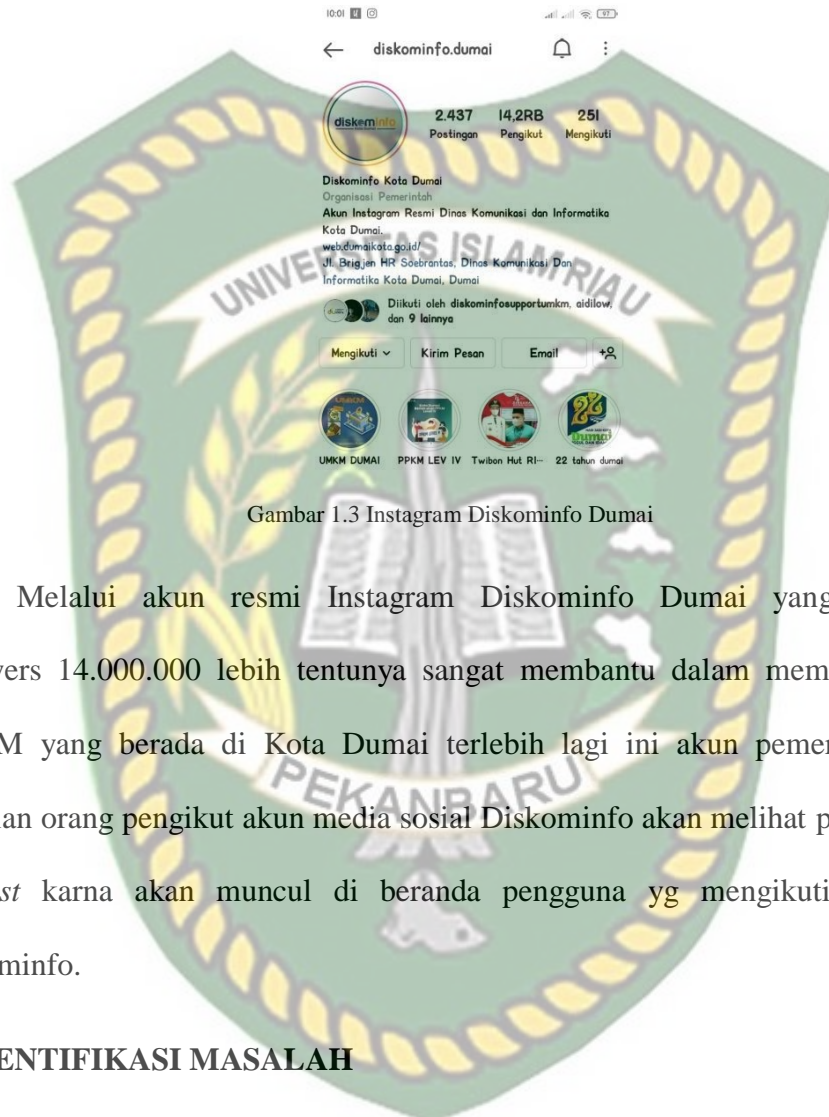 10:01
97
diskominfo.dumai
diskominfo
2.437 14,2RB 251
Postingan Pengikut Mengikuti
Diskominfo Kota Dumai
Organisasi Pemerintah
Akun Instagram Resmi Dinas Komunikasi dan Informatika
Kota Dumai.
web.dumaikota.go.id/
Jl. Brigjen HR Soebrantas, Dinas Komunikasi Dan
Informatika Kota Dumai, Dumai
Diikuti oleh diskominfosupportumkm, aidilow,
dan 9 lainnya
Mengikuti Kirim Pesan Email
UMKM DUMAI PPKM LEV IV Twibon Hut RI... 22 tahun dumai
UNIVERSITAS ISLAM RIAU
Gambar 1.3 Instagram Diskominfo Dumai
Melalui akun resmi Instagram Diskominfo Dumai yang
vers 14.000.000 lebih tentunya sangat membantu dalam mem
M yang berada di Kota Dumai terlebih lagi ini akun pemer
an orang pengikut akun media sosial Diskominfo akan melihat p
st karna akan muncul di beranda pengguna yg mengikuti
minfo.
ENTIFIKASI MASALAH
PEKANBARU